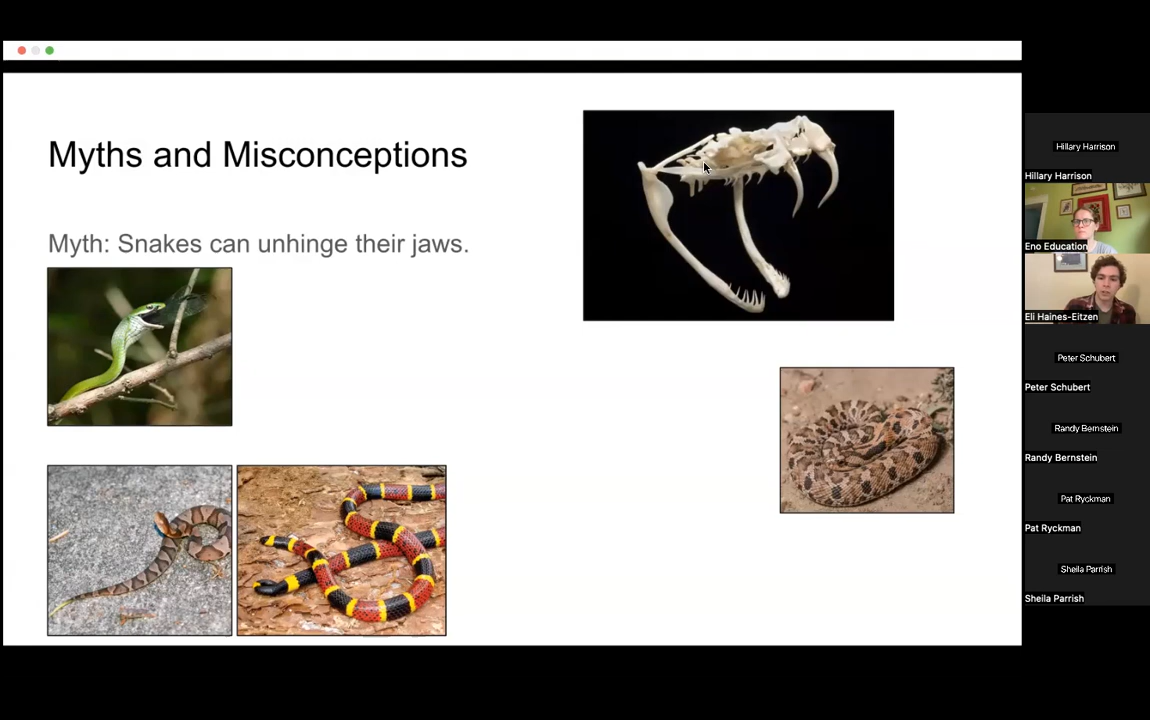 Myths and Misconceptions
Myth: Snakes can unhinge their jaws.
Hillary Harrison
Hillary Harrison
Eno Education
Eli Haines-Eitzen
Peter Schubert
Peter Schubert
Randy Bernstein
Randy Bernstein
Pat Ryckman
Pat Ryckman
Sheila Parrish
Sheila Parrish